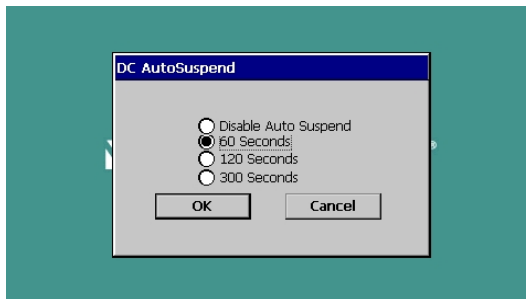 DC AutoSuspend
Disable Auto Suspend
60 Seconds
120 Seconds
300 Seconds
OK Cancel